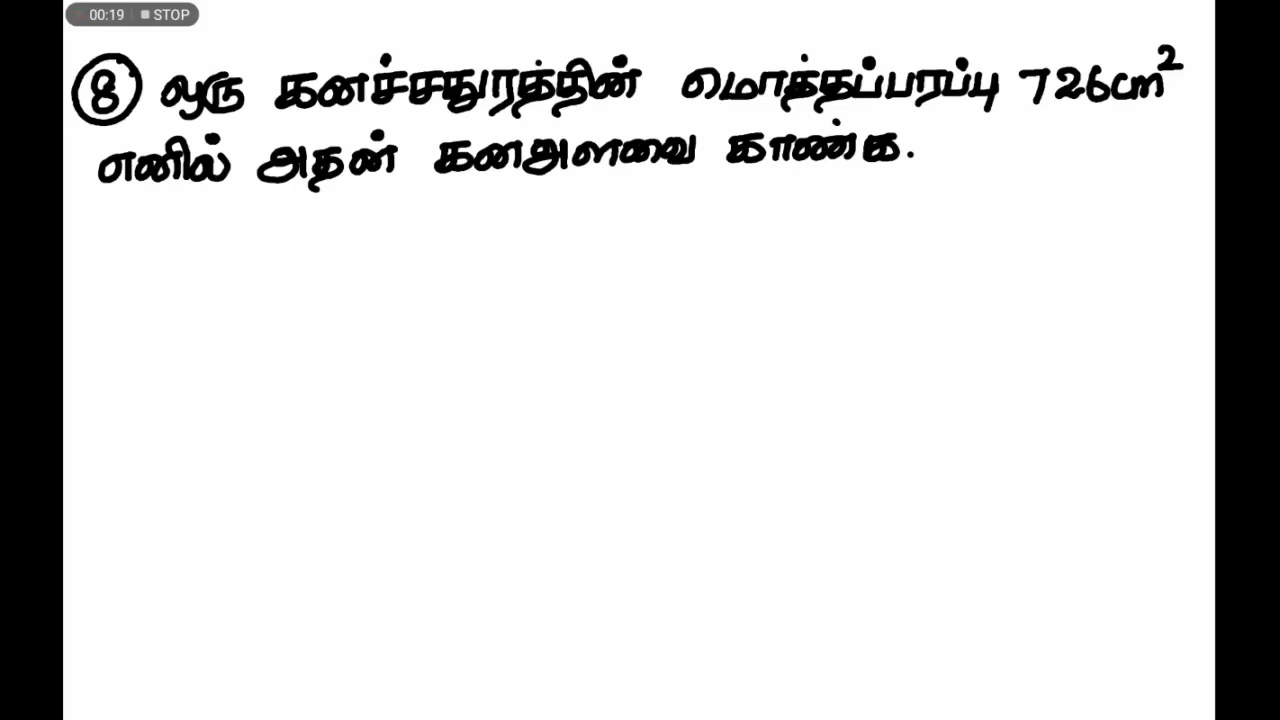 00:19 STOP
8 ஒரு கனச்சதுரத்தின் மொத்தப்பரப்பு 726cm²
எனில் அதன் கனஅளவை காண்க.